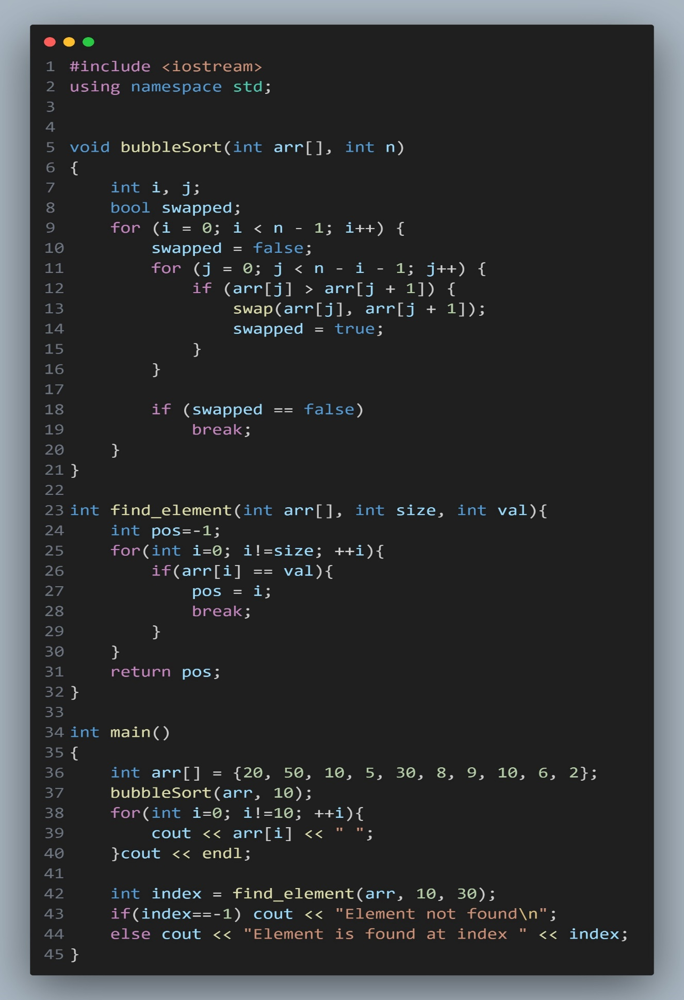 1 #include <iostream>
2 using namespace std;
3
4
5 void bubbleSort(int arr[], int n)
6 {
7     int i, j;
8     bool swapped;
9     for (i = 0; i < n - 1; i++) {
10         swapped = false;
11         for (j = 0; j < n - i - 1; j++) {
12             if (arr[j] > arr[j + 1]) {
13                 swap(arr[j], arr[j + 1]);
14                 swapped = true;
15             }
16         }
17
18         if (swapped == false)
19             break;
20     }
21 }
22
23 int find_element(int arr[], int size, int val){
24     int pos=-1;
25     for(int i=0; i!=size; ++i){
26         if(arr[i] == val){
27             pos = i;
28             break;
29         }
30     }
31     return pos;
32 }
33
34 int main()
35 {
36     int arr[] = {20, 50, 10, 5, 30, 8, 9, 10, 6, 2};
37     bubbleSort(arr, 10);
38     for(int i=0; i!=10; ++i){
39         cout << arr[i] << " ";
40     }cout << endl;
41
42     int index = find_element(arr, 10, 30);
43     if(index==-1) cout << "Element not found\n";
44     else cout << "Element is found at index " << index;
45 }